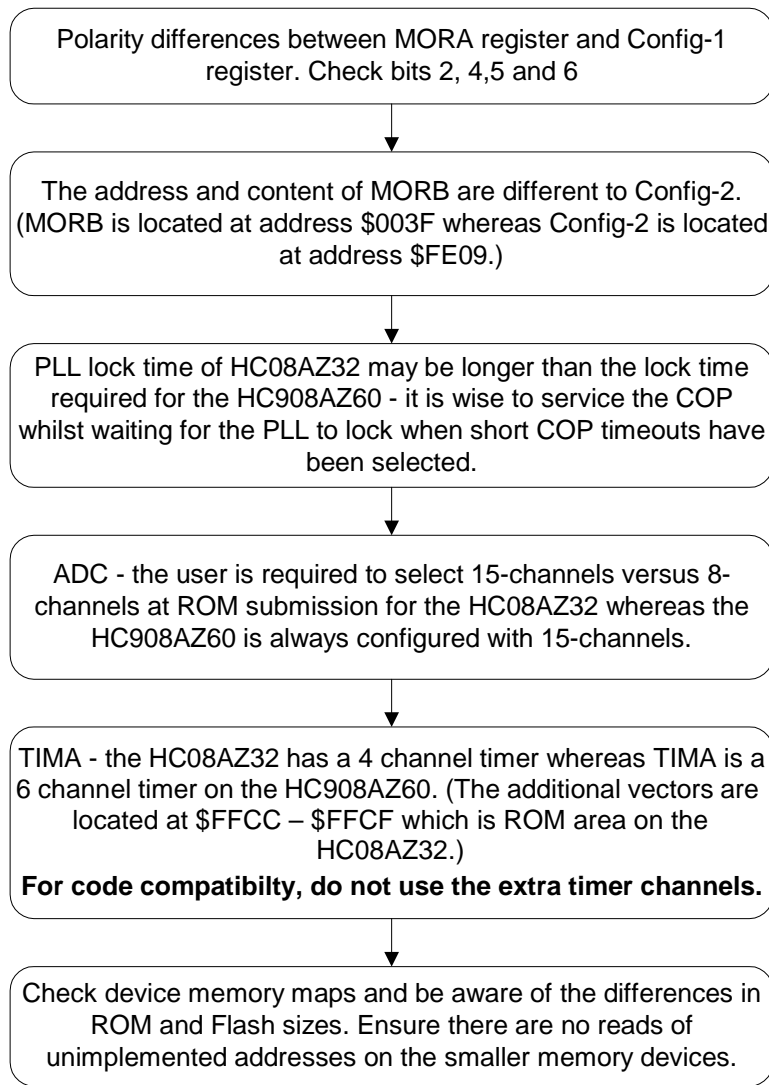 Polarity differences between MORA register and Config-1
register. Check bits 2, 4,5 and 6
The address and content of MORB are different to Config-2.
(MORB is located at address $003F whereas Config-2 is located
at address $FE09.)
PLL lock time of HC08AZ32 may be longer than the lock time
required for the HC908AZ60 - it is wise to service the COP
whilst waiting for the PLL to lock when short COP timeouts have
been selected.
ADC - the user is required to select 15-channels versus 8-
channels at ROM submission for the HC08AZ32 whereas the
HC908AZ60 is always configured with 15-channels.
TIMA - the HC08AZ32 has a 4 channel timer whereas TIMA is a
6 channel timer on the HC908AZ60. (The additional vectors are
located at $FFCC – $FFCF which is ROM area on the
HC08AZ32.)
For code compatibilty, do not use the extra timer channels.
Check device memory maps and be aware of the differences in
ROM and Flash sizes. Ensure there are no reads of
unimplemented addresses on the smaller memory devices.